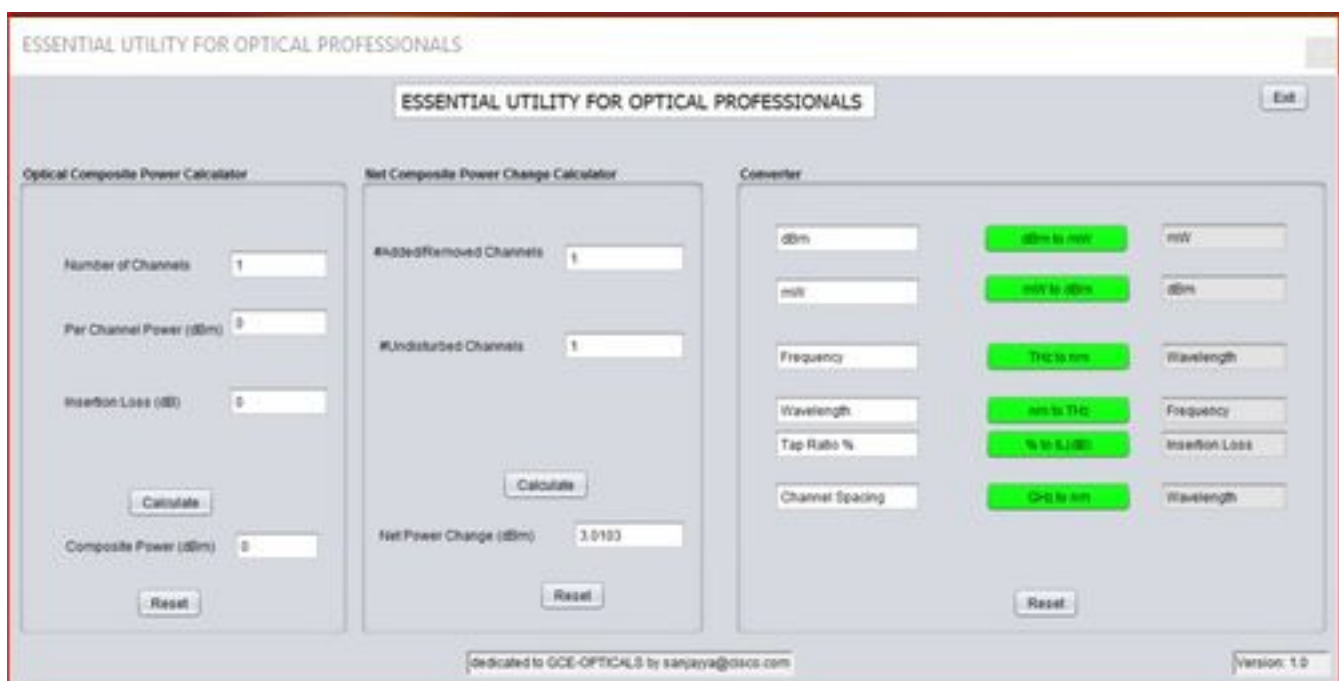 ESSENTIAL UTILITY FOR OPTICAL PROFESSIONALS
ESSENTIAL UTILITY FOR OPTICAL PROFESSIONALS
Exit
Optical Composite Power Calculator
Number of Channels 1
Per Channel Power (dBm) 0
Insertion Loss (dB) 0
Calculate
Composite Power (dBm) 0
Reset
Net Composite Power Change Calculator
#Added/Removed Channels 1
#Undisturbed Channels 1
Calculate
Net Power Change (dBm) 3.0103
Reset
Converter
dBm dBm to mW mW
mW mW to dBm dBm
Frequency THz to nm Wavelength
Wavelength nm to THz Frequency
Tap Ratio % % to IL(dB) Insertion Loss
Channel Spacing GHz to nm Wavelength
Reset
dedicated to GCE-OPTICALS by sanjayya@cisco.com
Version: 1.0